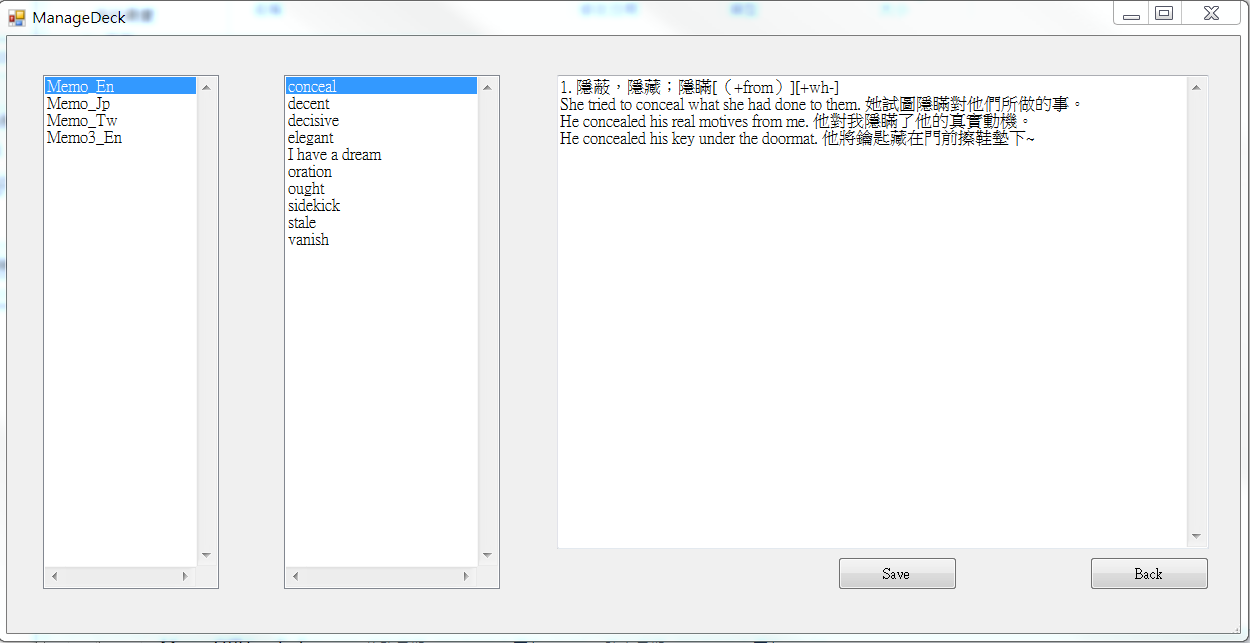 ManageDeck
Memo_En
Memo_Jp
Memo_Tw
Memo3_En
conceal
decent
decisive
elegant
I have a dream
oration
ought
sidekick
stale
vanish
1. 隱蔽，隱藏；隱瞞[（+from）][+wh-]
She tried to conceal what she had done to them. 她試圖隱瞞對他們所做的事。
He concealed his real motives from me. 他對我隱瞞了他的真實動機。
He concealed his key under the doormat. 他將鑰匙藏在門前擦鞋墊下~
Save
Back